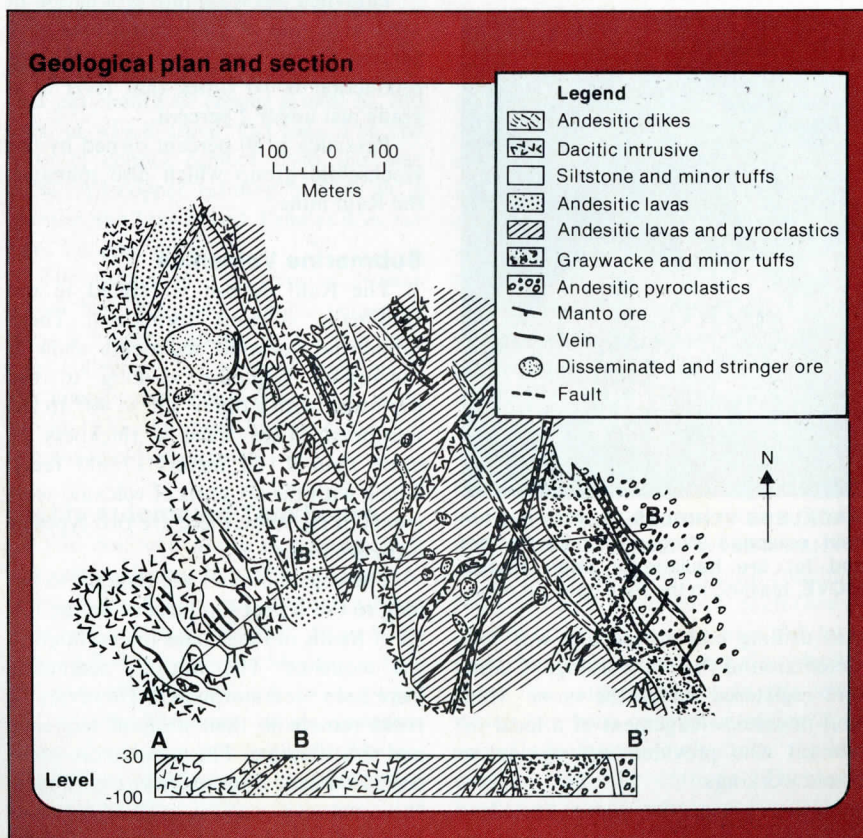 Geological plan and section
100 0 100
Meters
Legend
Andesitic dikes
Dacitic intrusive
Siltstone and minor tuffs
Andesitic lavas
Andesitic lavas and pyroclastics
Graywacke and minor tuffs
Andesitic pyroclastics
Manto ore
Vein
Disseminated and stringer ore
Fault
N
B
B
A
A B B'
-30
Level
-100